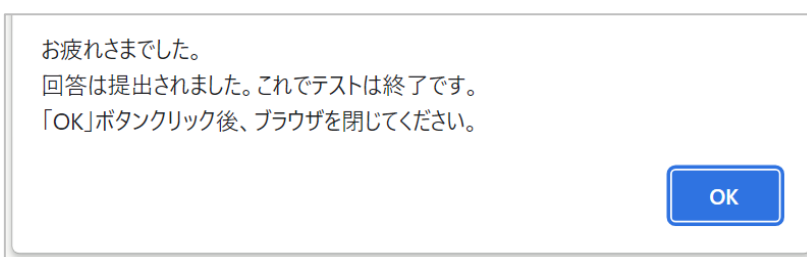 お疲れさまでした。
回答は提出されました。これでテストは終了です。
「OK」ボタンクリック後、ブラウザを閉じてください。
OK